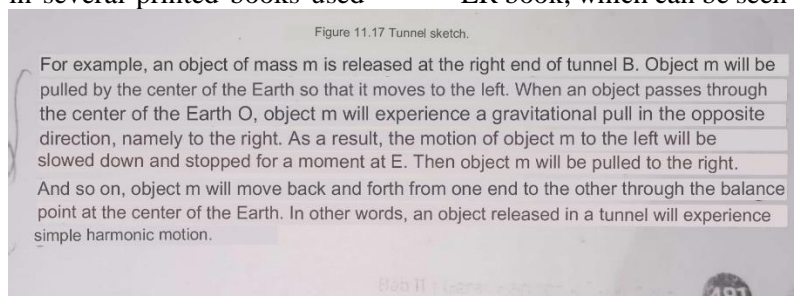 in several printed books used ER book, which can be seen
Figure 11.17 Tunnel sketch.
For example, an object of mass m is released at the right end of tunnel B. Object m will be
pulled by the center of the Earth so that it moves to the left. When an object passes through
the center of the Earth O, object m will experience a gravitational pull in the opposite
direction, namely to the right. As a result, the motion of object m to the left will be
slowed down and stopped for a moment at E. Then object m will be pulled to the right.
And so on, object m will move back and forth from one end to the other through the balance
point at the center of the Earth. In other words, an object released in a tunnel will experience
simple harmonic motion.
Bab 11
491